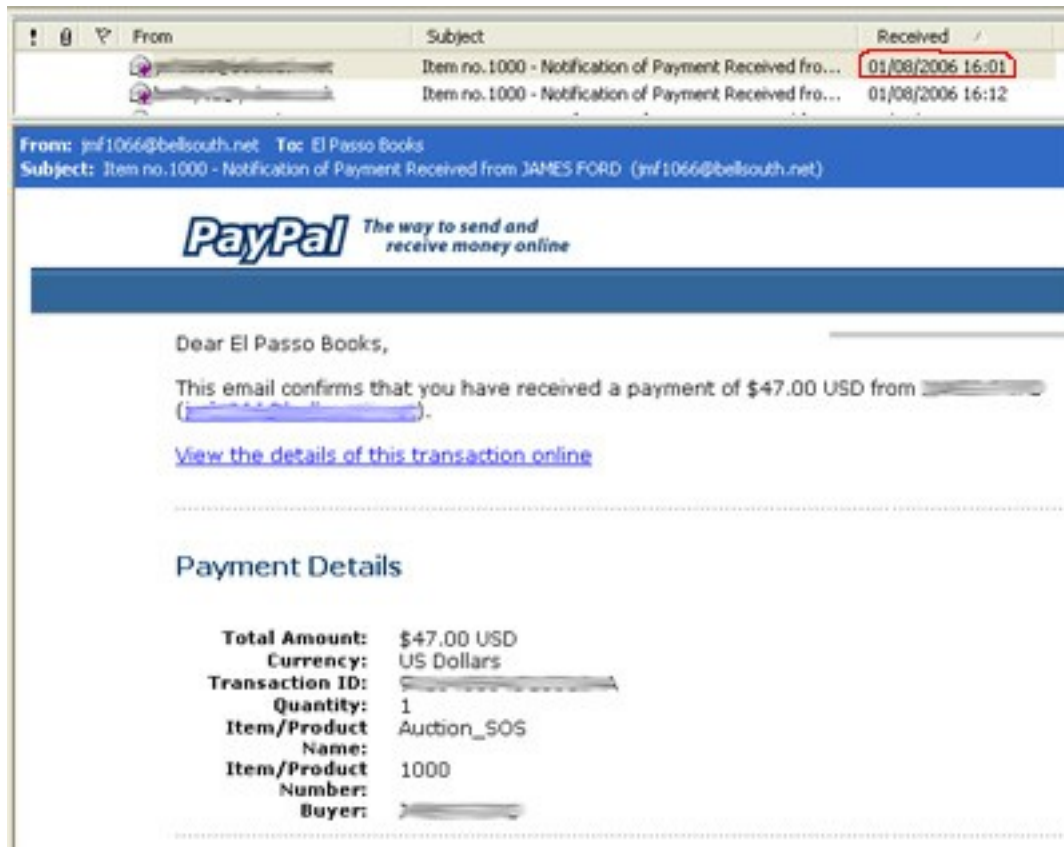 ! From Subject Received
Item no.1000 - Notification of Payment Received fro... 01/08/2006 16:01
Item no.1000 - Notification of Payment Received fro... 01/08/2006 16:12
From: jmf1066@bellsouth.net To: El Passo Books
Subject: Item no.1000 - Notification of Payment Received from JAMES FORD (jmf1066@bellsouth.net)
PayPal The way to send and
receive money online
Dear El Passo Books,
This email confirms that you have received a payment of $47.00 USD from
( ).
View the details of this transaction online
Payment Details
Total Amount: $47.00 USD
Currency: US Dollars
Transaction ID:
Quantity: 1
Item/Product Auction_SOS
Name:
Item/Product 1000
Number:
Buyer: